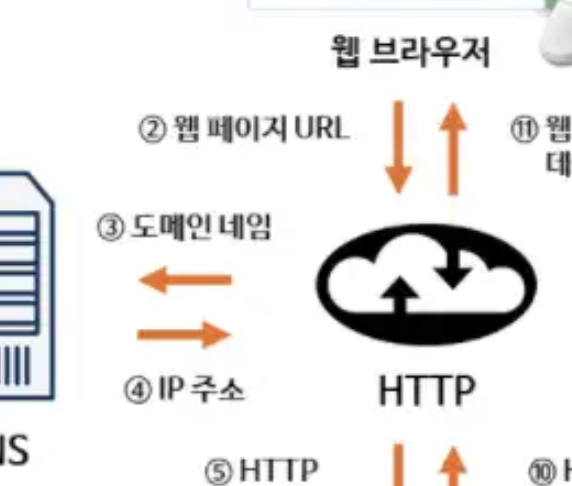 웹 브라우저
② 웹 페이지 URL
⑪ 웹
데
③ 도메인 네임
④ IP 주소
HTTP
⑤ HTTP
⑩